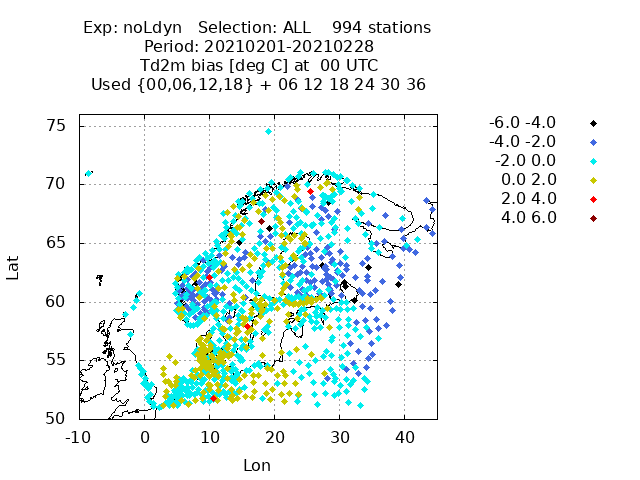 Exp: noLdyn   Selection: ALL    994 stations
Period: 20210201-20210228
Td2m bias [deg C] at  00 UTC
Used {00,06,12,18} + 06 12 18 24 30 36
75
70
65
60
55
50
-10 0 10 20 30 40
Lat
Lon
-6.0 -4.0
-4.0 -2.0
-2.0 0.0
0.0 2.0
2.0 4.0
4.0 6.0